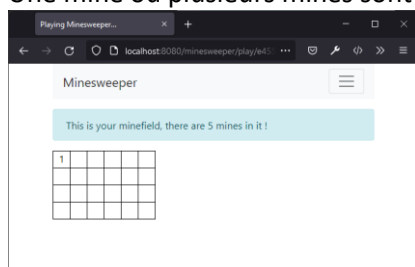 One mine ou plusieurs mines sont
Playing Minesweeper...
localhost:8080/minesweeper/play/e45
Minesweeper
This is your minefield, there are 5 mines in it !
1